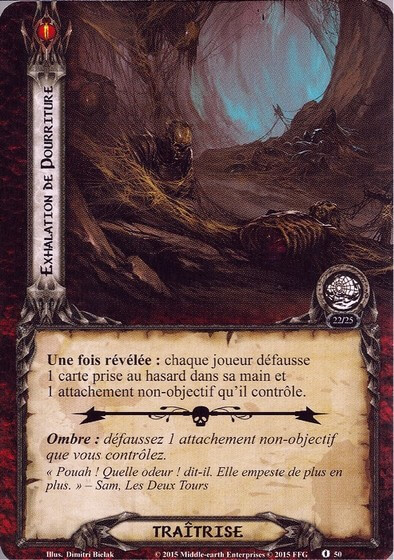 EXHALATION DE POURRITURE
22/25
Une fois révélée : chaque joueur défausse
1 carte prise au hasard dans sa main et
1 attachement non-objectif qu'il contrôle.
Ombre : défaussez 1 attachement non-objectif
que vous contrôlez.
« Pouah ! Quelle odeur ! dit-il. Elle empeste de plus en
plus. » – Sam, Les Deux Tours
TRAÎTRISE
Illus. Dimitri Bielak © 2015 Middle-earth Enterprises © 2015 FFG 50